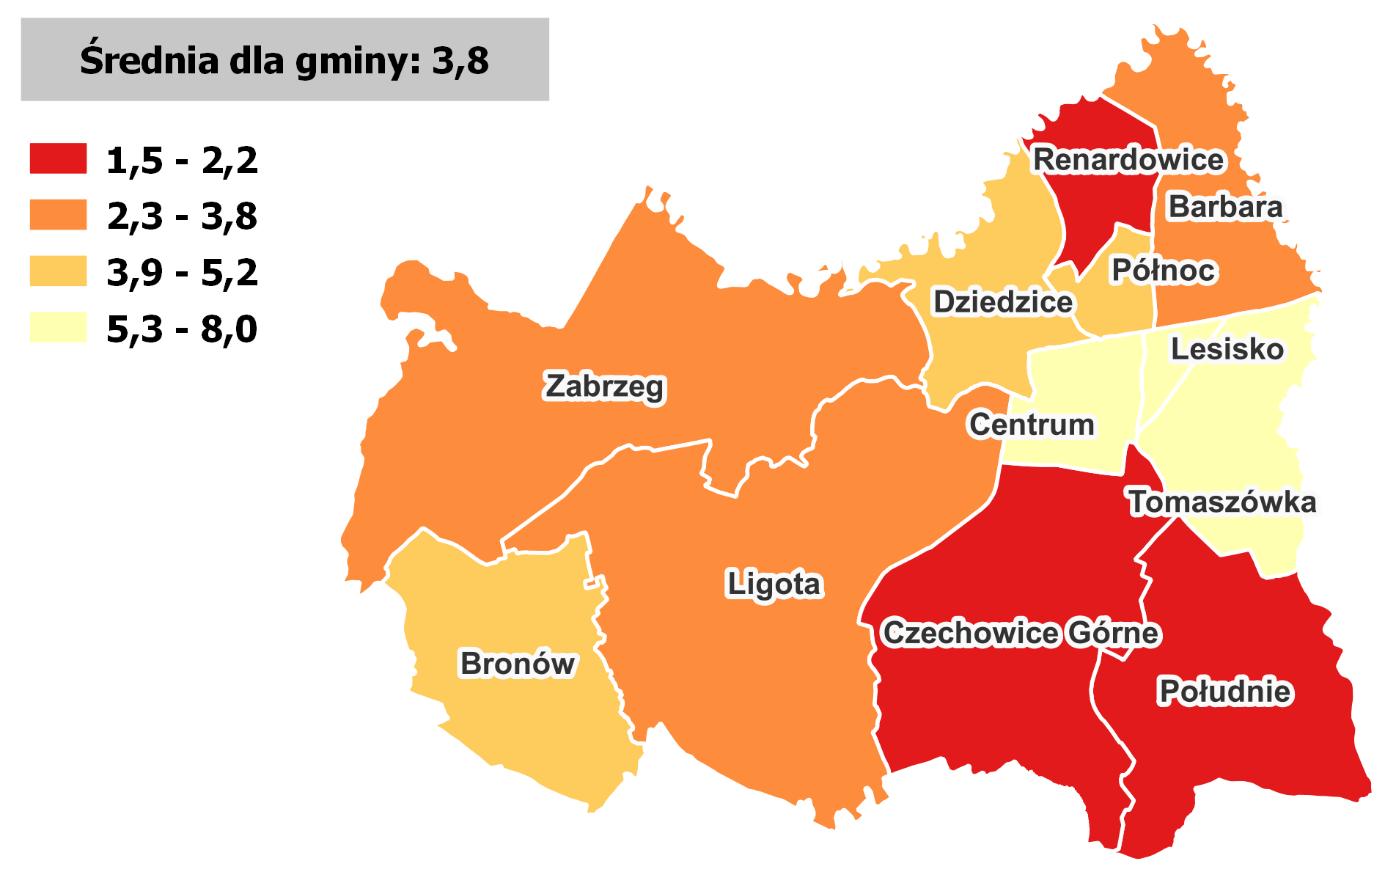 Średnia dla gminy: 3,8
1,5 - 2,2
2,3 - 3,8
3,9 - 5,2
5,3 - 8,0
Renardowice
Barbara
Północ
Dziedzice
Lesisko
Zabrzeg
Centrum
Tomaszówka
Ligota
Czechowice Górne
Bronów
Południe